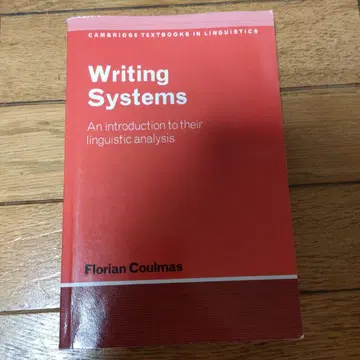 CAMBRIDGE TEXTBOOKS IN LINGUISTICS
Writing
Systems
An introduction to their
linguistic analysis
Florian Coulmas